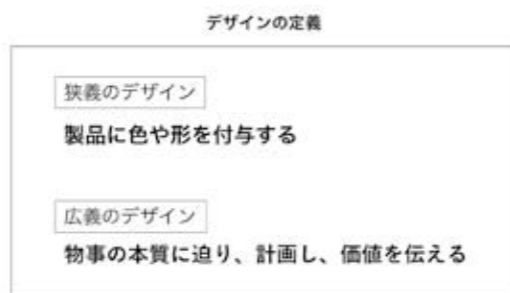 デザインの定義
狭義のデザイン
製品に色や形を付与する
広義のデザイン
物事の本質に迫り、計画し、価値を伝える